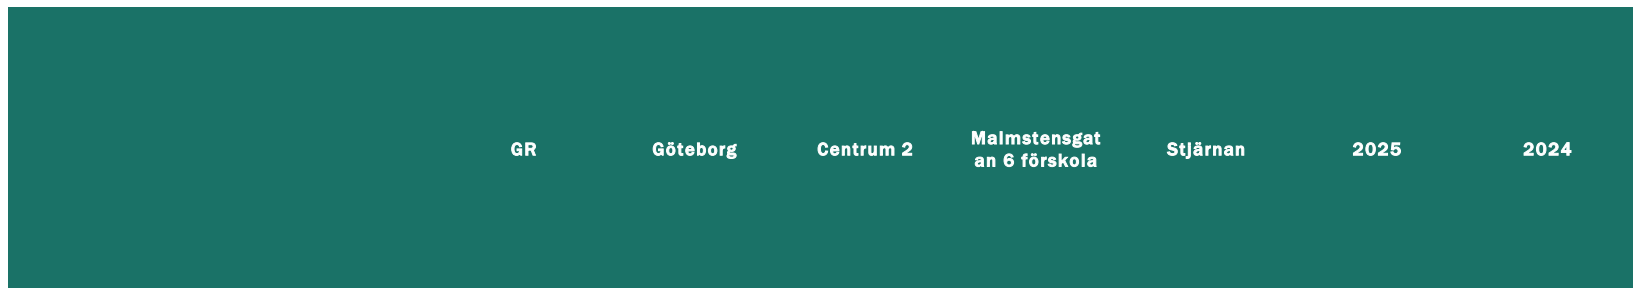 GR
Göteborg
Centrum 2
Malmstensgat
an 6 förskola
Stjärnan
2025
2024